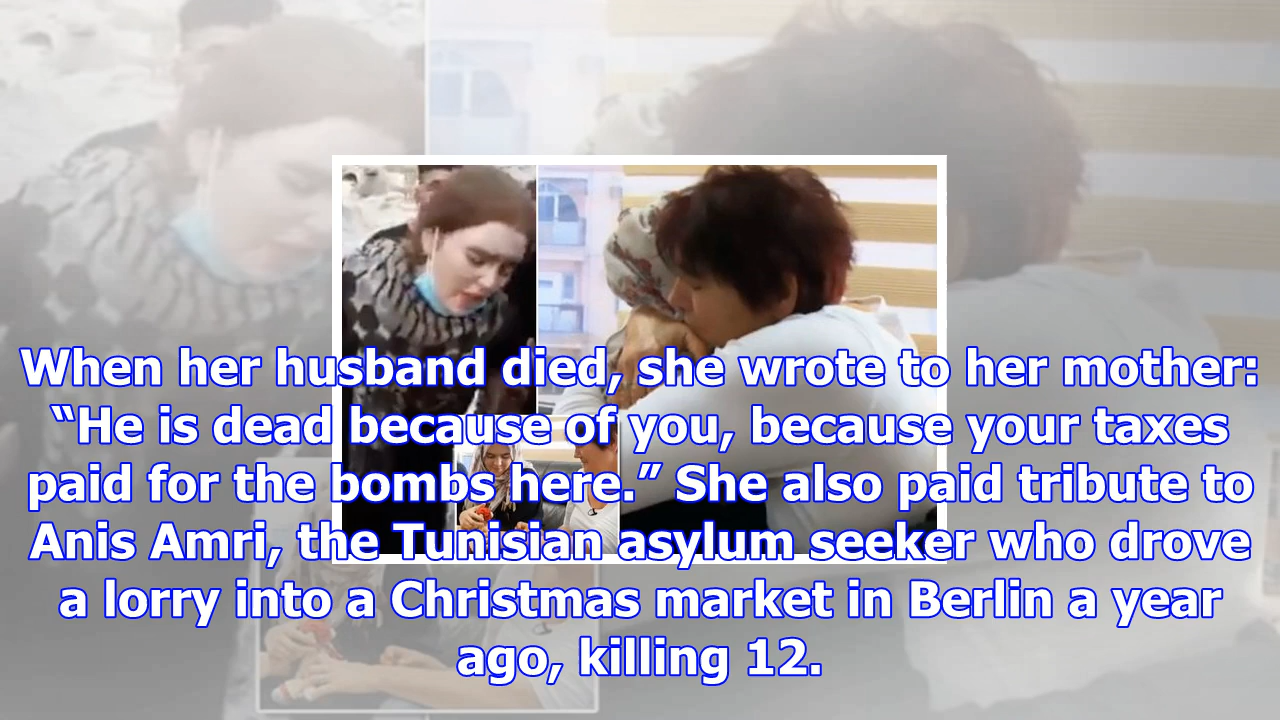 When her husband died, she wrote to her mother:
“He is dead because of you, because your taxes
paid for the bombs here.” She also paid tribute to
Anis Amri, the Tunisian asylum seeker who drove
a lorry into a Christmas market in Berlin a year
ago, killing 12.